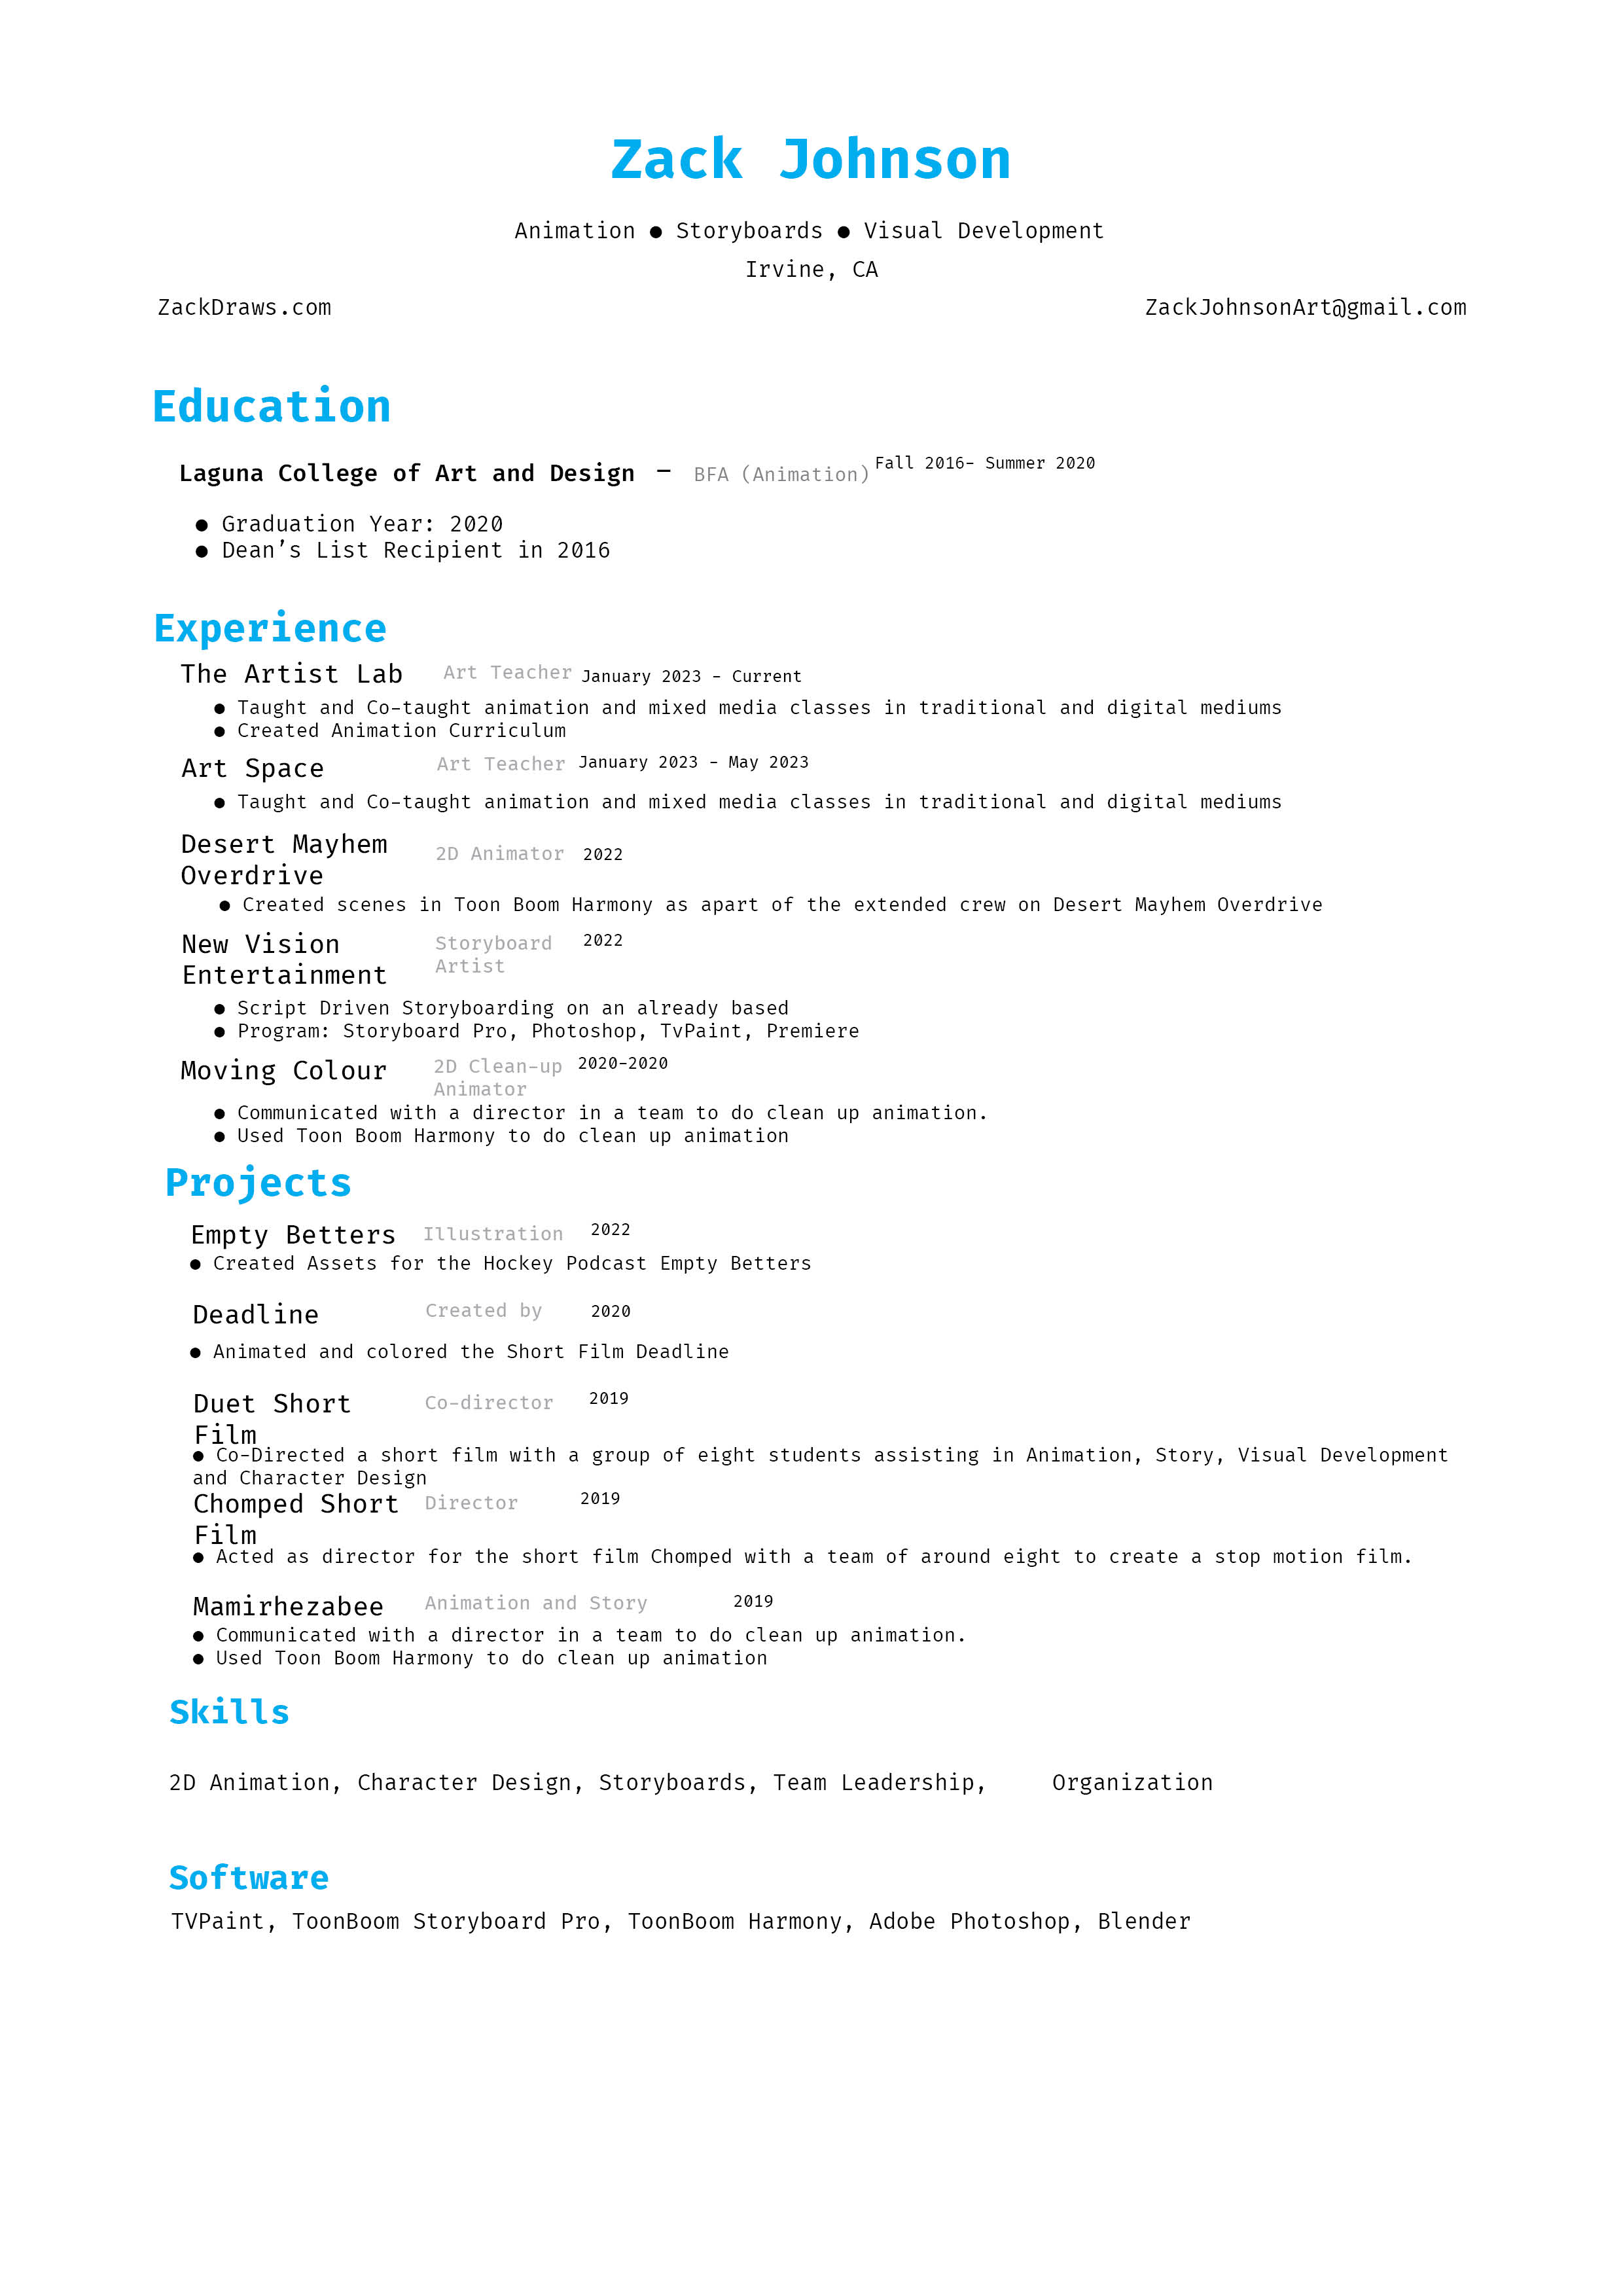 Zack Johnson
Animation ● Storyboards ● Visual Development
Irvine, CA
ZackDraws.com ZackJohnsonArt@gmail.com
Education
Laguna College of Art and Design – BFA (Animation) Fall 2016- Summer 2020
● Graduation Year: 2020
● Dean’s List Recipient in 2016
Experience
The Artist Lab Art Teacher January 2023 - Current
● Taught and Co-taught animation and mixed media classes in traditional and digital mediums
● Created Animation Curriculum
Art Space Art Teacher January 2023 - May 2023
● Taught and Co-taught animation and mixed media classes in traditional and digital mediums
Desert Mayhem
Overdrive 2D Animator 2022
● Created scenes in Toon Boom Harmony as apart of the extended crew on Desert Mayhem Overdrive
New Vision Storyboard 2022
Entertainment Artist
● Script Driven Storyboarding on an already based
● Program: Storyboard Pro, Photoshop, TvPaint, Premiere
Moving Colour 2D Clean-up 2020-2020
Animator
● Communicated with a director in a team to do clean up animation.
● Used Toon Boom Harmony to do clean up animation
Projects
Empty Betters Illustration 2022
● Created Assets for the Hockey Podcast Empty Betters
Deadline Created by 2020
● Animated and colored the Short Film Deadline
Duet Short Co-director 2019
Film
● Co-Directed a short film with a group of eight students assisting in Animation, Story, Visual Development
and Character Design
Chomped Short Director 2019
Film
● Acted as director for the short film Chomped with a team of around eight to create a stop motion film.
Mamirhezabee Animation and Story 2019
● Communicated with a director in a team to do clean up animation.
● Used Toon Boom Harmony to do clean up animation
Skills
2D Animation, Character Design, Storyboards, Team Leadership, Organization
Software
TVPaint, ToonBoom Storyboard Pro, ToonBoom Harmony, Adobe Photoshop, Blender